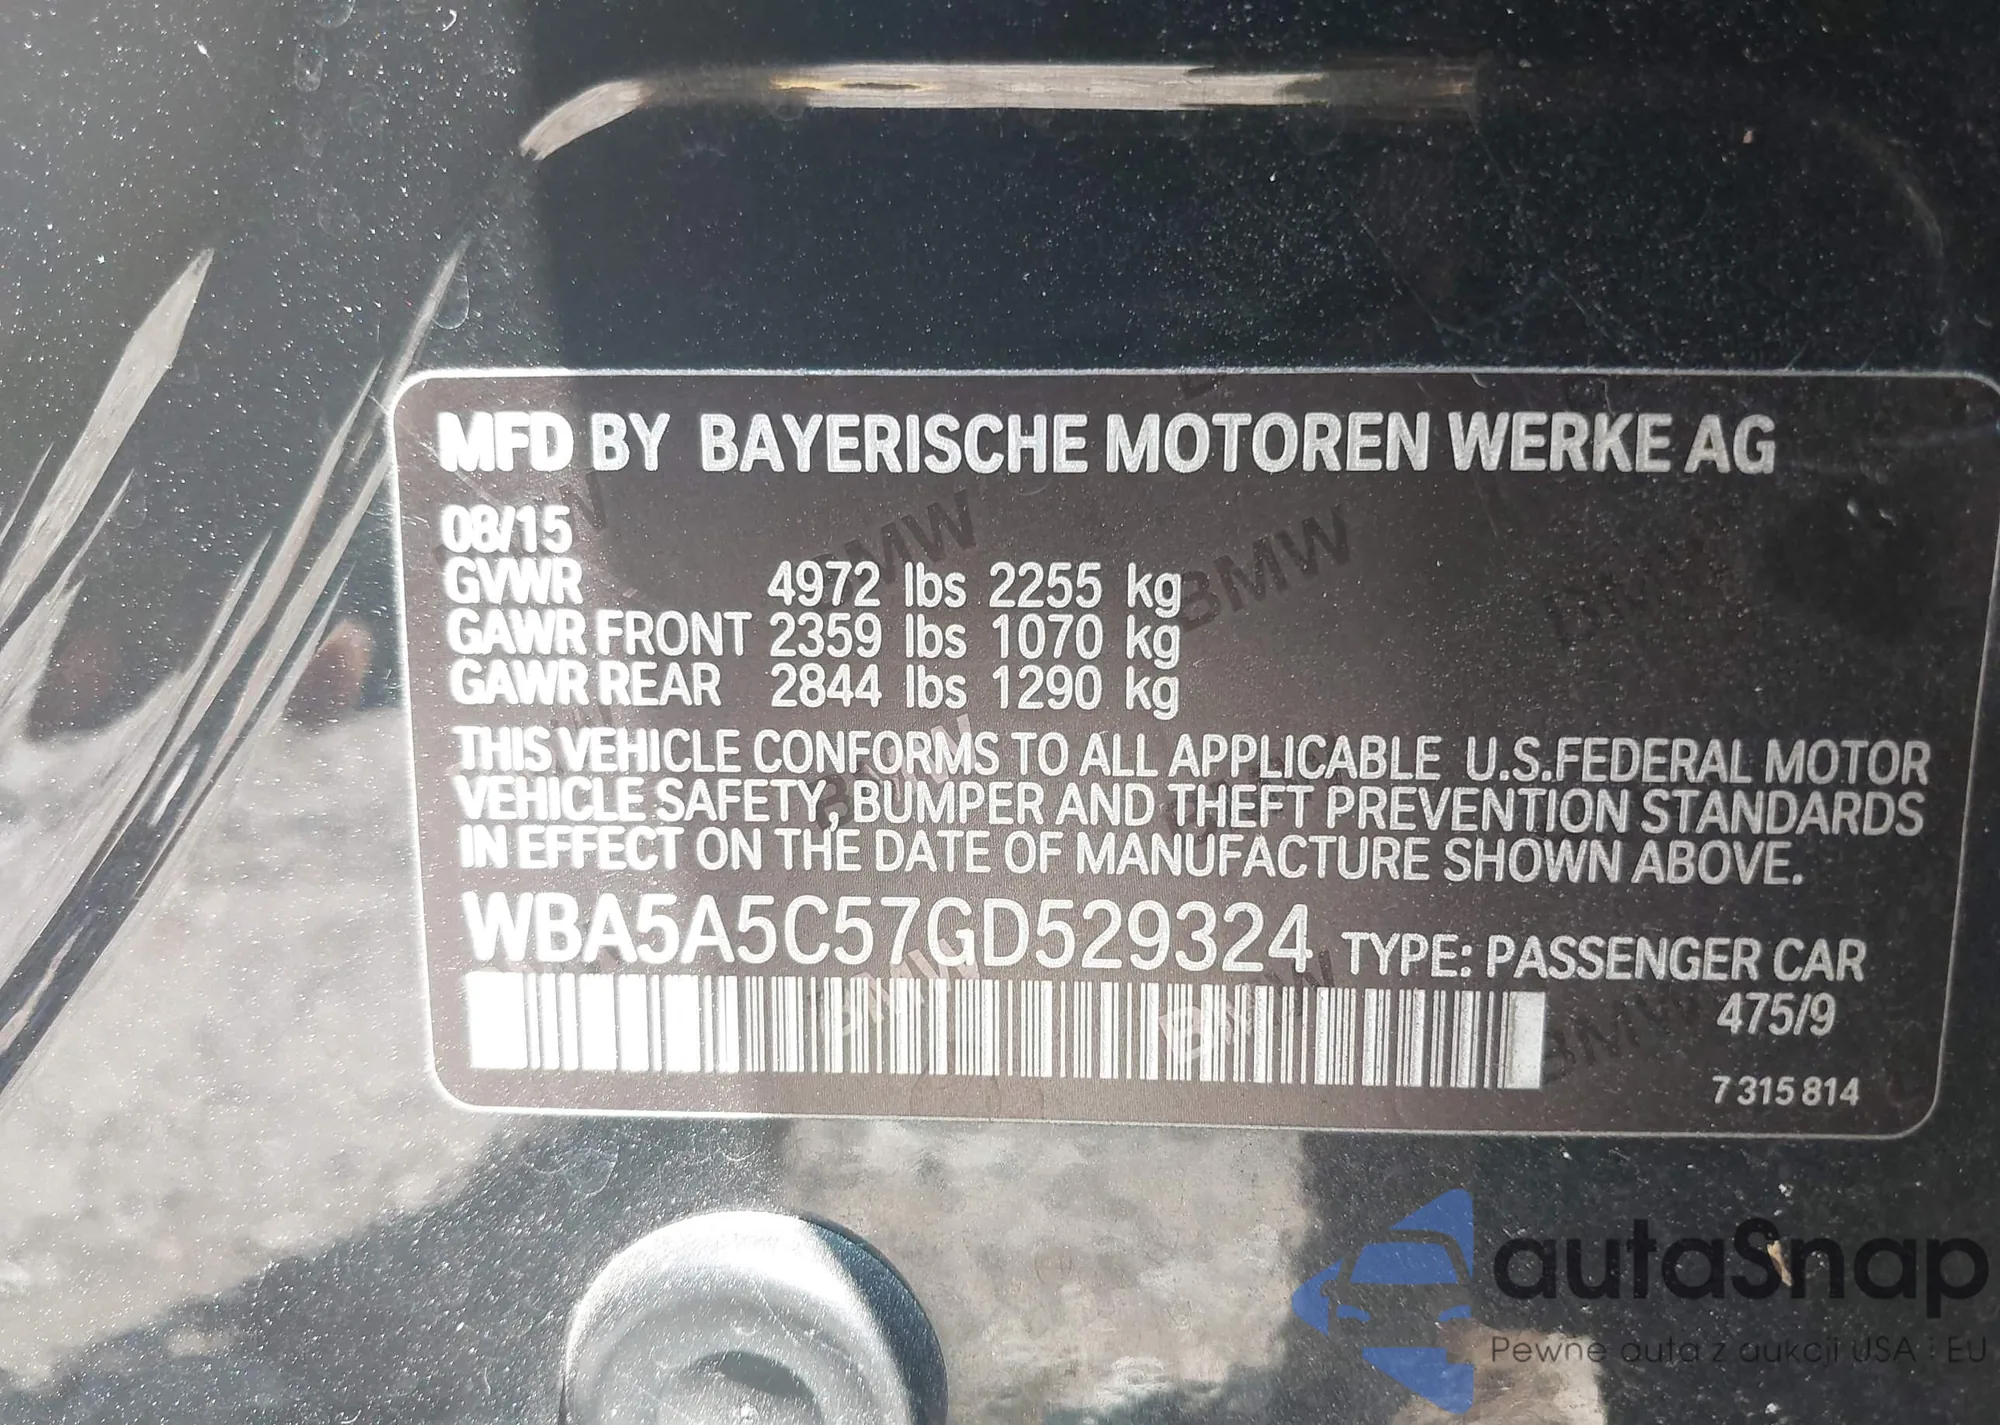 MFD BY BAYERISCHE MOTOREN WERKE AG
08/15
GVWR 4972 lbs 2255 kg
GAWR FRONT 2359 lbs 1070 kg
GAWR REAR 2844 lbs 1290 kg
THIS VEHICLE CONFORMS TO ALL APPLICABLE U.S.FEDERAL MOTOR
VEHICLE SAFETY, BUMPER AND THEFT PREVENTION STANDARDS
IN EFFECT ON THE DATE OF MANUFACTURE SHOWN ABOVE.
WBA5A5C57GD529324 TYPE: PASSENGER CAR
475/9
7 315 814
autaSnap
Pewne auta z aukcji USA i EU